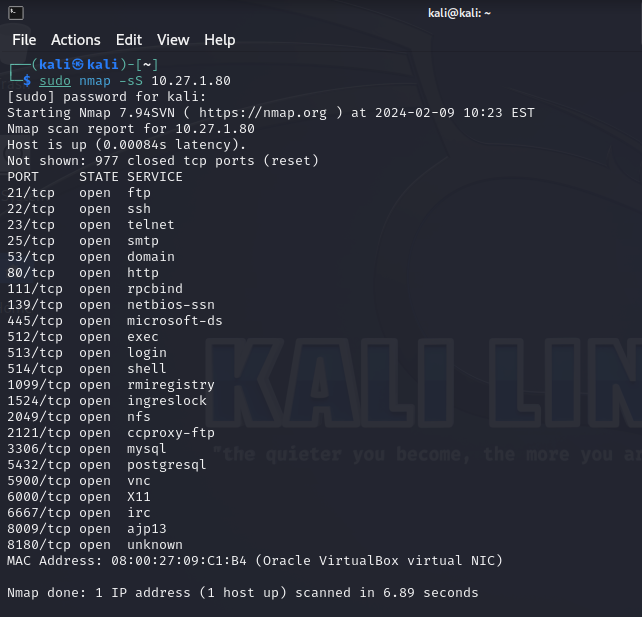 kali@kali: ~
File Actions Edit View Help
┌──(kali㉿kali)-[~]
└─$ sudo nmap -sS 10.27.1.80
[sudo] password for kali:
Starting Nmap 7.94SVN ( https://nmap.org ) at 2024-02-09 10:23 EST
Nmap scan report for 10.27.1.80
Host is up (0.00084s latency).
Not shown: 977 closed tcp ports (reset)
PORT     STATE SERVICE
21/tcp   open  ftp
22/tcp   open  ssh
23/tcp   open  telnet
25/tcp   open  smtp
53/tcp   open  domain
80/tcp   open  http
111/tcp  open  rpcbind
139/tcp  open  netbios-ssn
445/tcp  open  microsoft-ds
512/tcp  open  exec
513/tcp  open  login
514/tcp  open  shell
1099/tcp open  rmiregistry
1524/tcp open  ingreslock
2049/tcp open  nfs
2121/tcp open  ccproxy-ftp
3306/tcp open  mysql
5432/tcp open  postgresql
5900/tcp open  vnc
6000/tcp open  X11
6667/tcp open  irc
8009/tcp open  ajp13
8180/tcp open  unknown
MAC Address: 08:00:27:09:C1:B4 (Oracle VirtualBox virtual NIC)
Nmap done: 1 IP address (1 host up) scanned in 6.89 seconds
KALI LIN
"the quieter you become, the more you ar